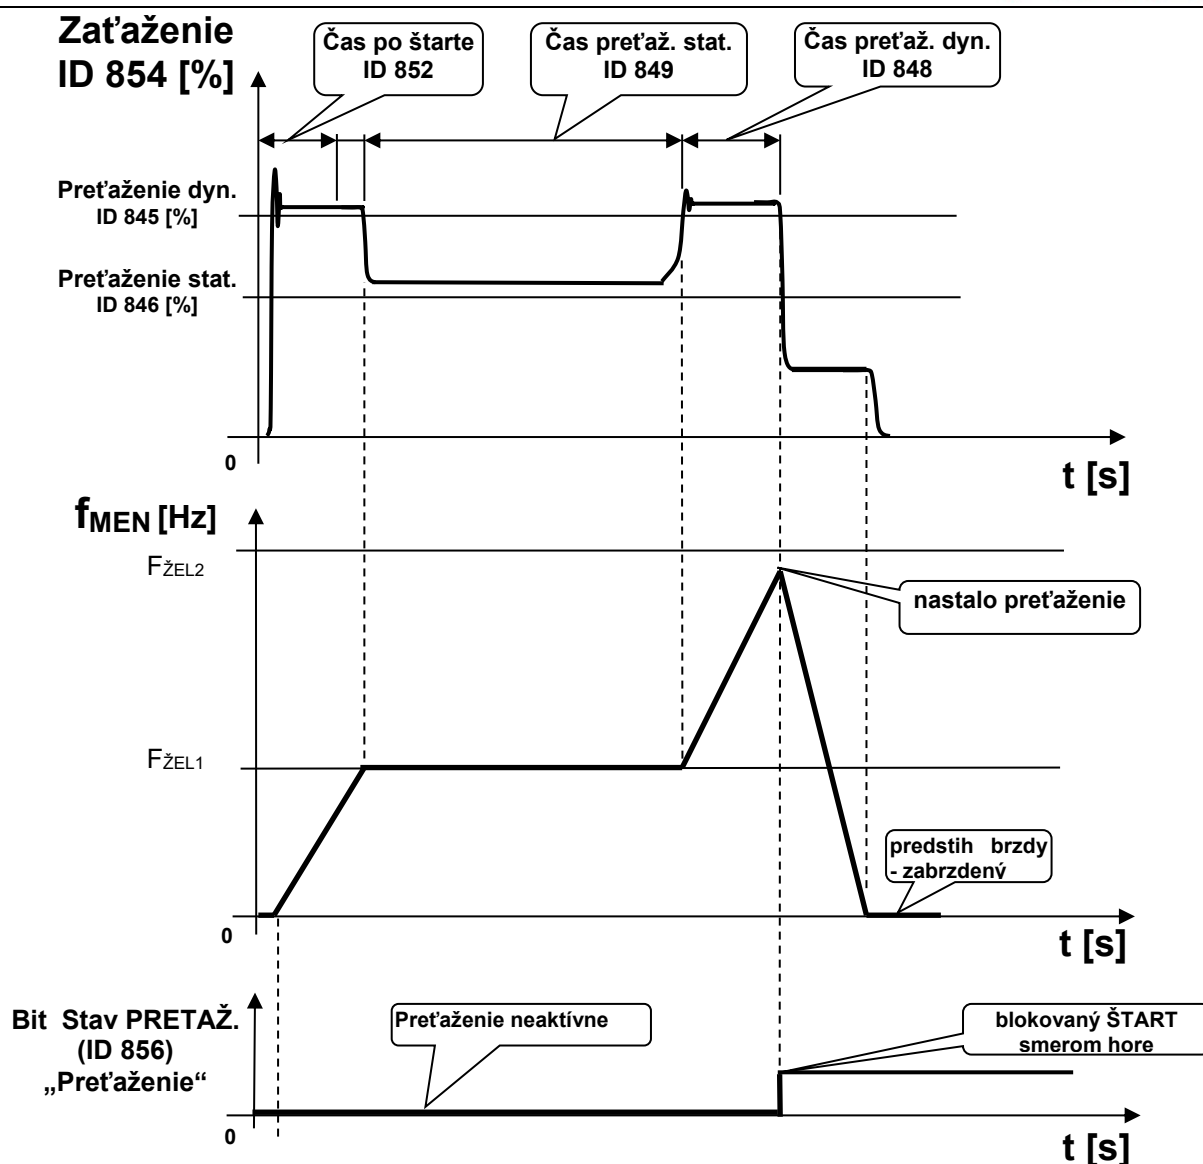 Zaťaženie
ID 854 [%]
Čas po štarte
ID 852
Čas preťaž. stat.
ID 849
Čas preťaž. dyn.
ID 848
Preťaženie dyn.
ID 845 [%]
Preťaženie stat.
ID 846 [%]
0
t [s]
fMEN [Hz]
FŽEL2
nastalo preťaženie
FŽEL1
predstih brzdy
- zabrzdený
0
t [s]
Bit Stav PRETAŽ.
(ID 856)
„Preťaženie“
Preťaženie neaktívne
blokovaný ŠTART
smerom hore
0
t [s]